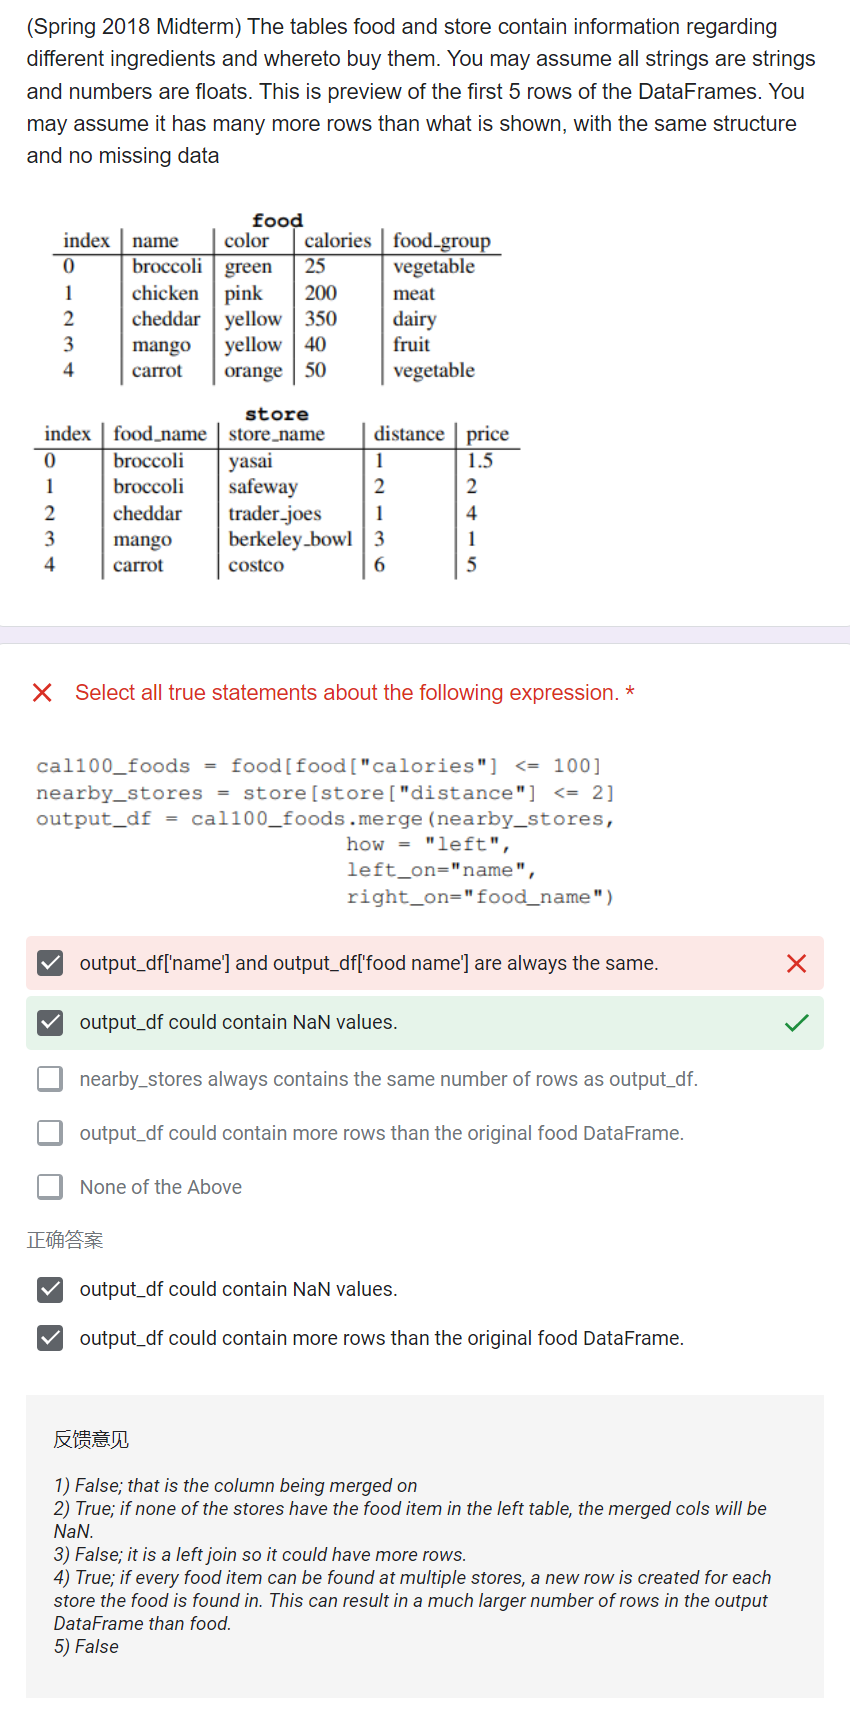 (Spring 2018 Midterm) The tables food and store contain information regarding
different ingredients and whereto buy them. You may assume all strings are strings
and numbers are floats. This is preview of the first 5 rows of the DataFrames. You
may assume it has many more rows than what is shown, with the same structure
and no missing data
food
index name color calories food_group
0 broccoli green 25 vegetable
1 chicken pink 200 meat
2 cheddar yellow 350 dairy
3 mango yellow 40 fruit
4 carrot orange 50 vegetable
store
index food_name store_name distance price
0 broccoli yasai 1 1.5
1 broccoli safeway 2 2
2 cheddar trader_joes 1 4
3 mango berkeley_bowl 3 1
4 carrot costco 6 5
Select all true statements about the following expression. *
cal100_foods = food[food["calories"] <= 100]
nearby_stores = store[store["distance"] <= 2]
output_df = cal100_foods.merge(nearby_stores,
how = "left",
left_on="name",
right_on="food_name")
output_df['name'] and output_df['food name'] are always the same.
output_df could contain NaN values.
nearby_stores always contains the same number of rows as output_df.
output_df could contain more rows than the original food DataFrame.
None of the Above
正确答案
output_df could contain NaN values.
output_df could contain more rows than the original food DataFrame.
反馈意见
1) False; that is the column being merged on
2) True; if none of the stores have the food item in the left table, the merged cols will be
NaN.
3) False; it is a left join so it could have more rows.
4) True; if every food item can be found at multiple stores, a new row is created for each
store the food is found in. This can result in a much larger number of rows in the output
DataFrame than food.
5) False